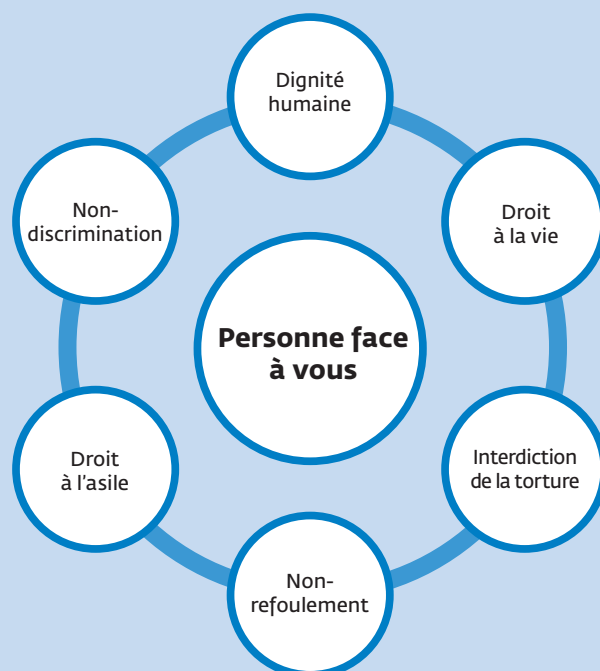 Dignité
humaine
Droit
à la vie
Interdiction
de la torture
Non-
refoulement
Droit
à l'asile
Non-
discrimination
Personne face
à vous